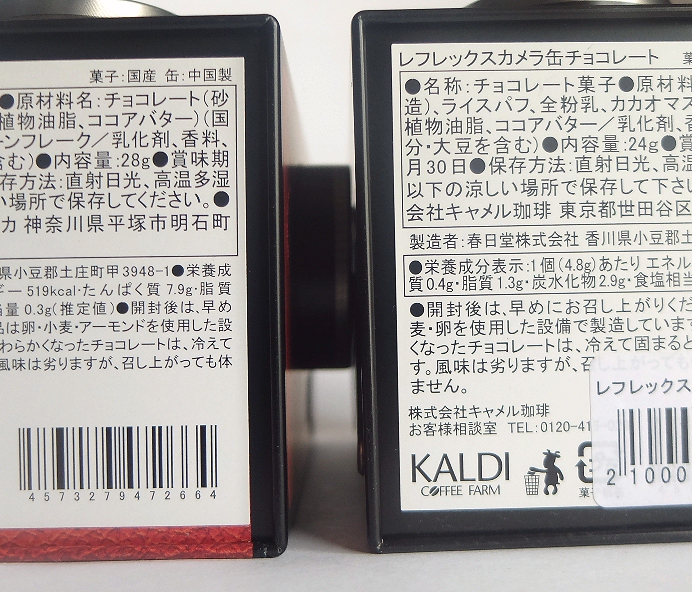 菓子:国産 缶:中国製
●原材料名:チョコレート(砂
植物油脂、ココアバター)(国
ーンフレーク/乳化剤、香料、
含む)●内容量:28g●賞味期
存方法:直射日光、高温多湿
い場所で保存してください。●
カ 神奈川県平塚市明石町
県小豆郡土庄町甲3948-1●栄養成
ギー 519kcal・たんぱく質 7.9g・脂質
当量 0.3g(推定値)●開封後は、早め
品は卵・小麦・アーモンドを使用した設
わらかくなったチョコレートは、冷えて
風味は劣りますが、召し上がっても体
4573279472664
レフレックスカメラ缶チョコレート 菓
●名称:チョコレート菓子●原材料
造)、ライスパフ、全粉乳、カカオマス
植物油脂、ココアバター/乳化剤、香
分・大豆を含む)●内容量:24g●賞
月30日●保存方法:直射日光、高温
以下の涼しい場所で保存して下さい
会社キャメル珈琲 東京都世田谷区
製造者:春日堂株式会社 香川県小豆郡土
●栄養成分表示:1個(4.8g)あたり エネル
質0.4g・脂質1.3g・炭水化物2.9g・食塩相当
●開封後は、早めにお召し上がりくだ
麦・卵を使用した設備で製造しています
くなったチョコレートは、冷えて固まると
す。風味は劣りますが、召し上がっても
ません。
レフレックス
株式会社キャメル珈琲
お客様相談室 TEL:0120-41
KALDI
COFFEE FARM
菓
2 1000